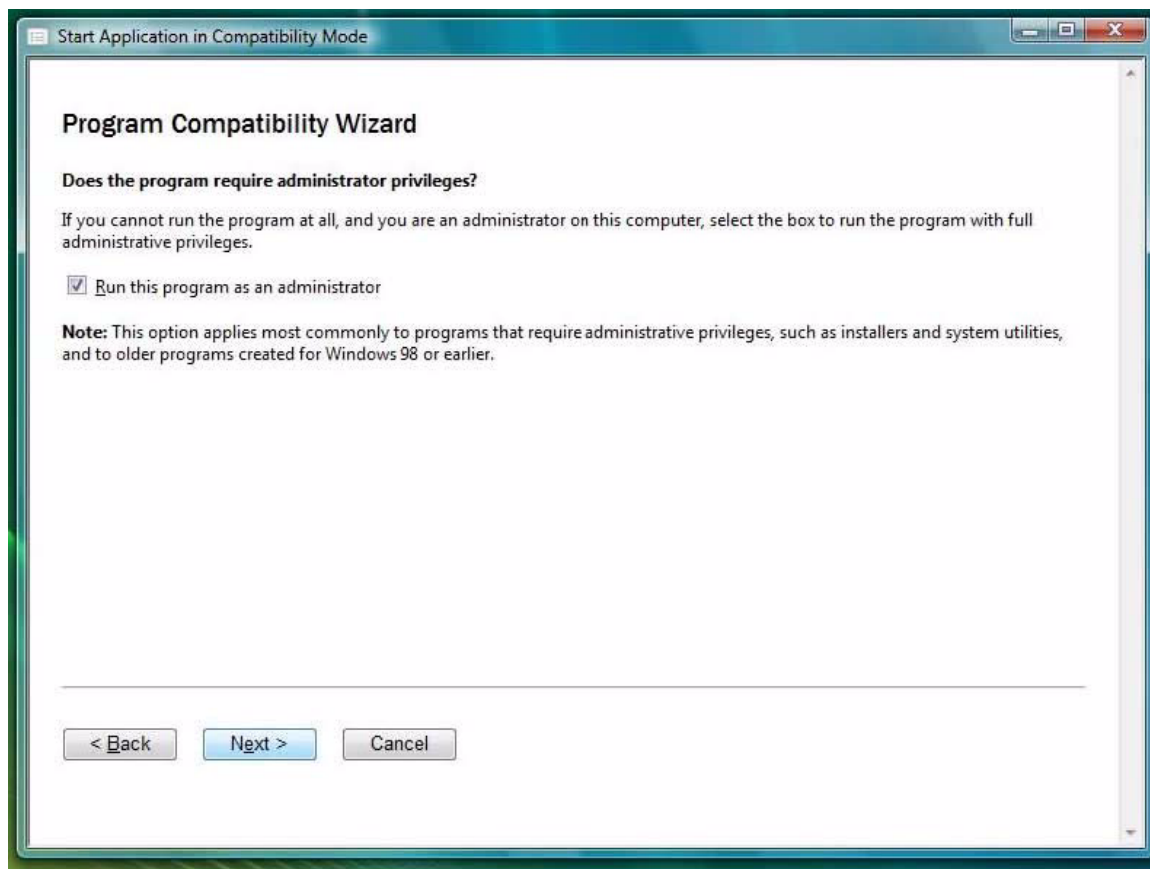 Start Application in Compatibility Mode
Program Compatibility Wizard
Does the program require administrator privileges?
If you cannot run the program at all, and you are an administrator on this computer, select the box to run the program with full
administrative privileges.
Run this program as an administrator
Note: This option applies most commonly to programs that require administrative privileges, such as installers and system utilities,
and to older programs created for Windows 98 or earlier.
< Back Next > Cancel